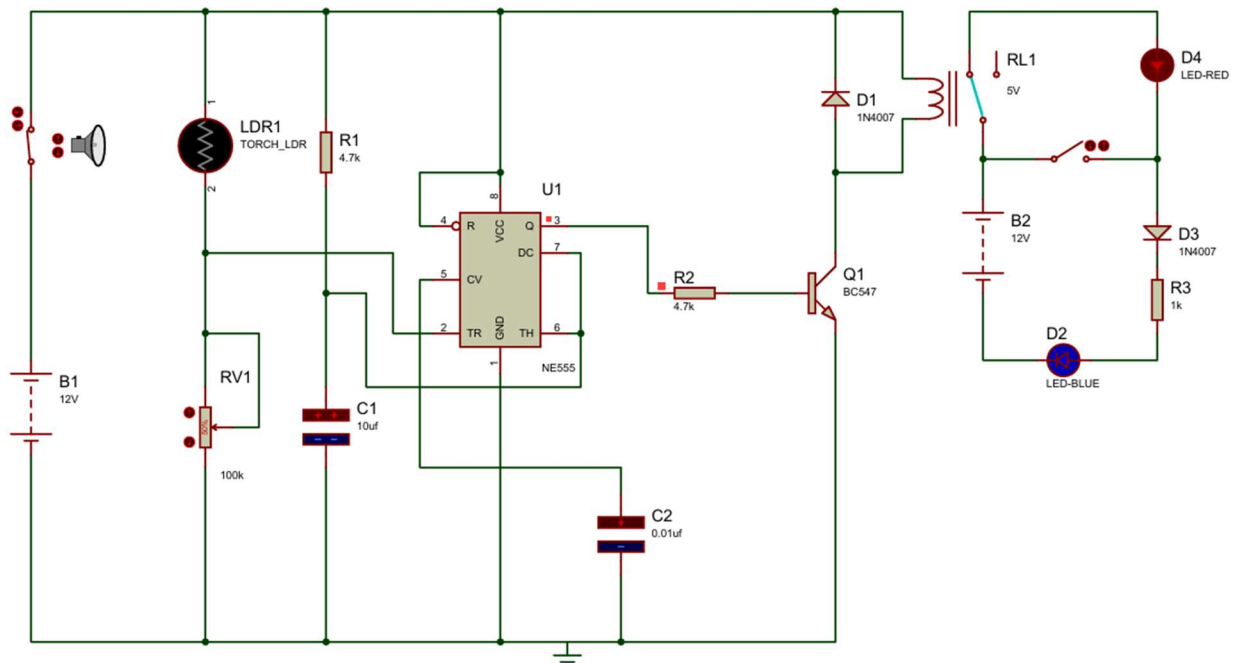 B1
12V
LDR1
TORCH_LDR
1
2
RV1
50%
100k
R1
4.7k
C1
10uf
U1
NE555
4
R
8
VCC
Q
3
DC
7
5
CV
2
TR
GND
1
TH
6
R2
4.7k
C2
0.01uf
D1
1N4007
Q1
BC547
RL1
5V
D4
LED-RED
B2
12V
D3
1N4007
R3
1k
D2
LED-BLUE